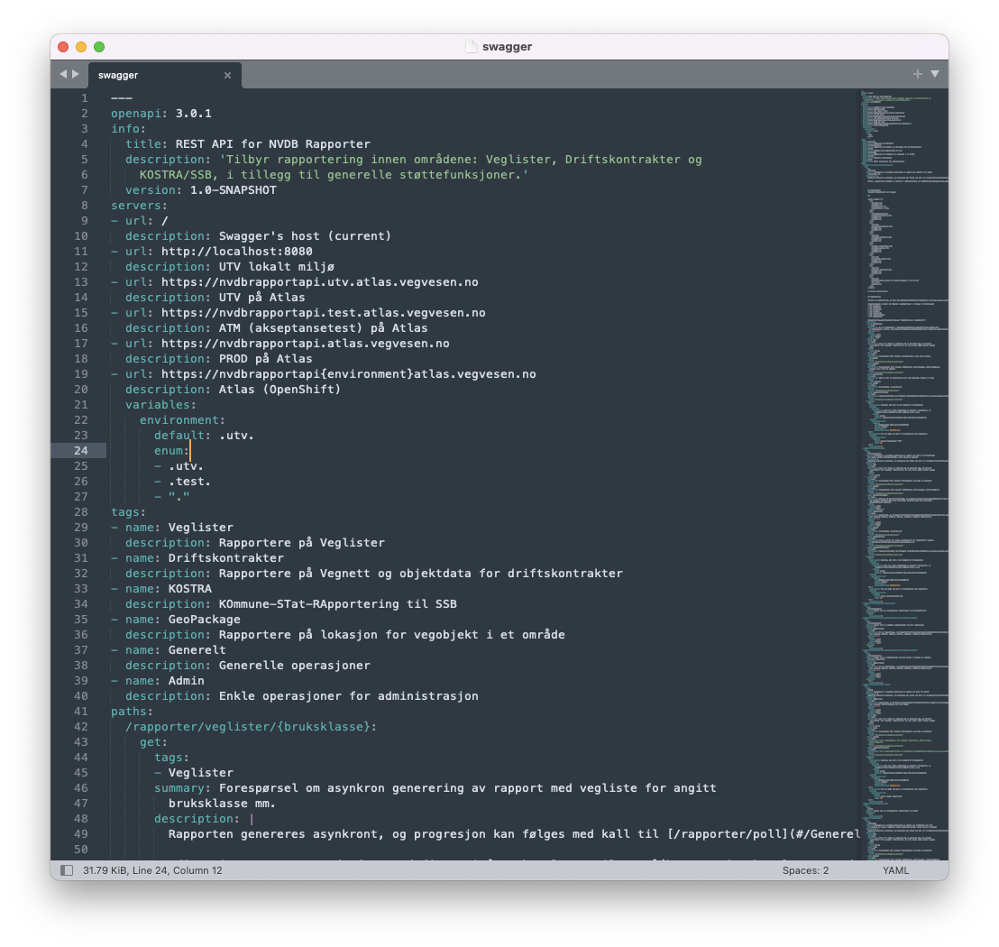 swagger
swagger ×
1 ---
2 openapi: 3.0.1
3 info:
4   title: REST API for NVDB Rapporter
5   description: 'Tilbyr rapportering innen områdene: Veglister, Driftskontrakter og
6     KOSTRA/SSB, i tillegg til generelle støttefunksjoner.'
7   version: 1.0-SNAPSHOT
8 servers:
9 - url: /
10   description: Swagger's host (current)
11 - url: http://localhost:8080
12   description: UTV lokalt miljø
13 - url: https://nvdbrapportapi.utv.atlas.vegvesen.no
14   description: UTV på Atlas
15 - url: https://nvdbrapportapi.test.atlas.vegvesen.no
16   description: ATM (akseptansetest) på Atlas
17 - url: https://nvdbrapportapi.atlas.vegvesen.no
18   description: PROD på Atlas
19 - url: https://nvdbrapportapi{environment}atlas.vegvesen.no
20   description: Atlas (OpenShift)
21   variables:
22     environment:
23       default: .utv.
24       enum:
25       - .utv.
26       - .test.
27       - "."
28 tags:
29 - name: Veglister
30   description: Rapportere på Veglister
31 - name: Driftskontrakter
32   description: Rapportere på Vegnett og objektdata for driftskontrakter
33 - name: KOSTRA
34   description: KOmmune-STat-RApportering til SSB
35 - name: GeoPackage
36   description: Rapportere på lokasjon for vegobjekt i et område
37 - name: Generelt
38   description: Generelle operasjoner
39 - name: Admin
40   description: Enkle operasjoner for administrasjon
41 paths:
42   /rapporter/veglister/{bruksklasse}:
43     get:
44       tags:
45       - Veglister
46       summary: Forespørsel om asynkron generering av rapport med vegliste for angitt
47         bruksklasse mm.
48       description: |
49         Rapporten genereres asynkront, og progresjon kan følges med kall til [/rapporter/poll](#/Generel
50
31.79 KiB, Line 24, Column 12
Spaces: 2
YAML